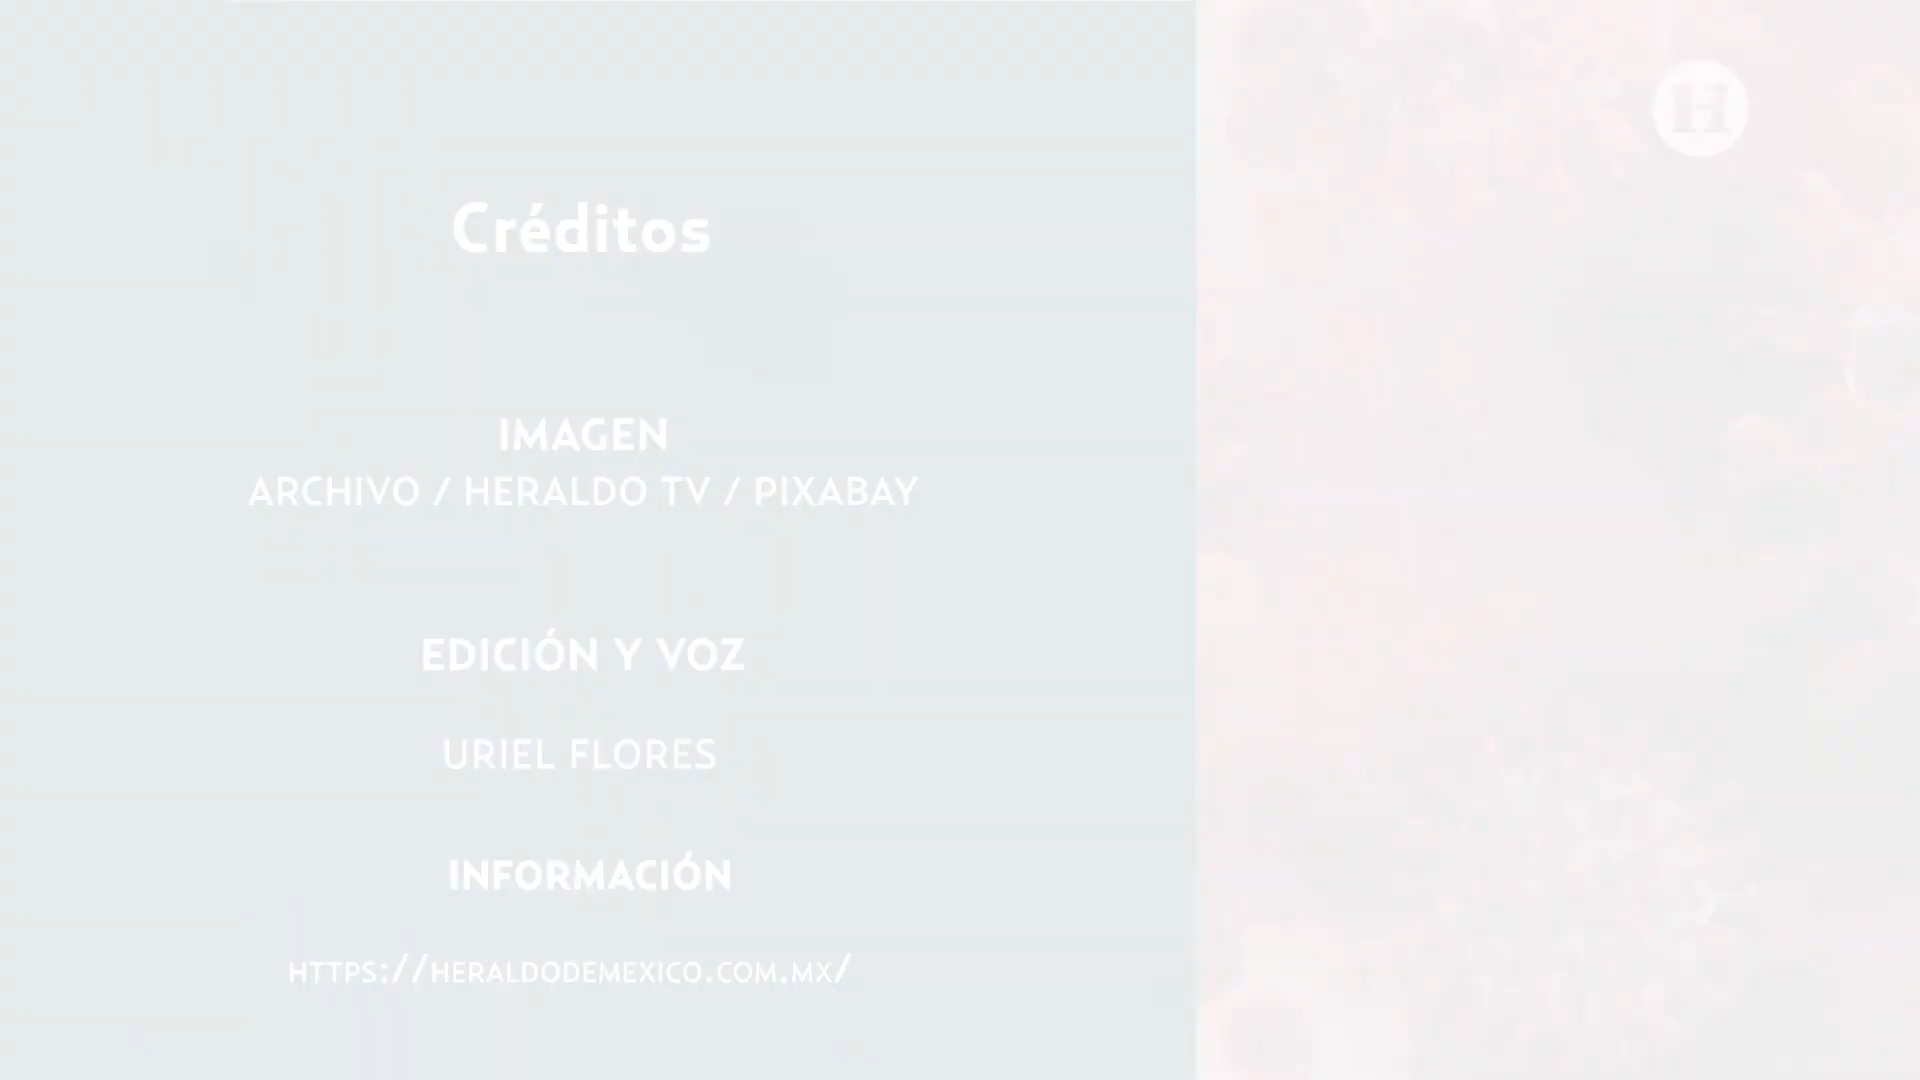 H
Créditos
IMAGEN
ARCHIVO / HERALDO TV / PIXABAY
EDICIÓN Y VOZ
URIEL FLORES
INFORMACIÓN
HTTPS://HERALDODEMEXICO.COM.MX/